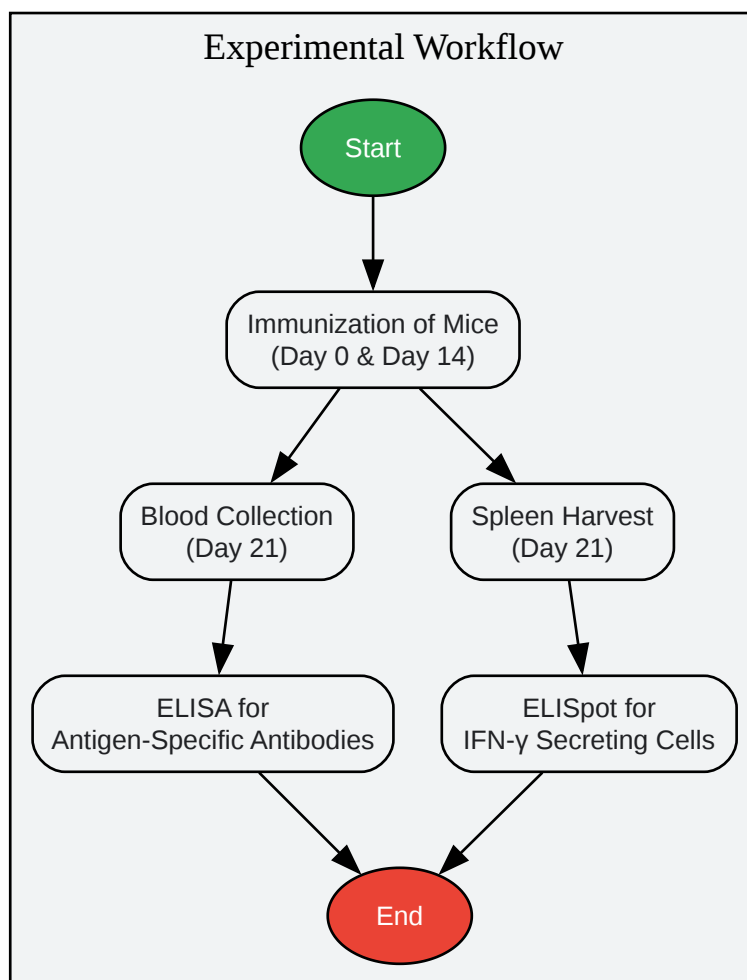 Experimental Workflow
Start
Immunization of Mice
(Day 0 & Day 14)
Blood Collection
(Day 21)
Spleen Harvest
(Day 21)
ELISA for
Antigen-Specific Antibodies
ELISpot for
IFN-γ Secreting Cells
End